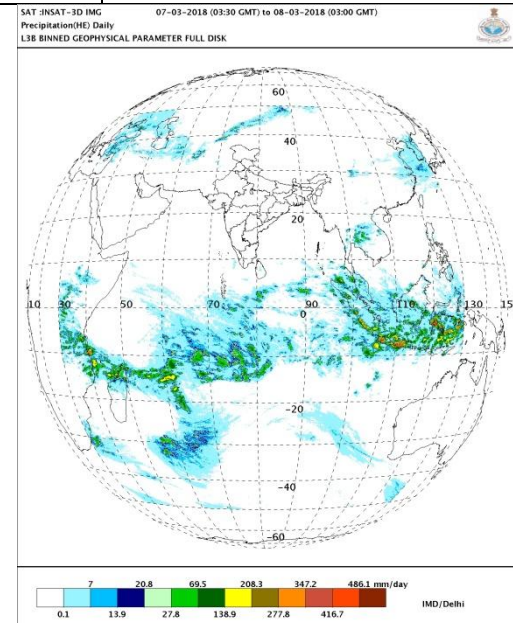 SAT :INSAT-3D IMG 07-03-2018 (03:30 GMT) to 08-03-2018 (03:00 GMT)
Precipitation(HE) Daily
L3B BINNED GEOPHYSICAL PARAMETER FULL DISK
60
40
20
10 30 50 70 90 110 130 15
0
-20
-40
-60
7 20.8 69.5 208.3 347.2 486.1 mm/day
0.1 13.9 27.8 138.9 277.8 416.7
IMD/Delhi